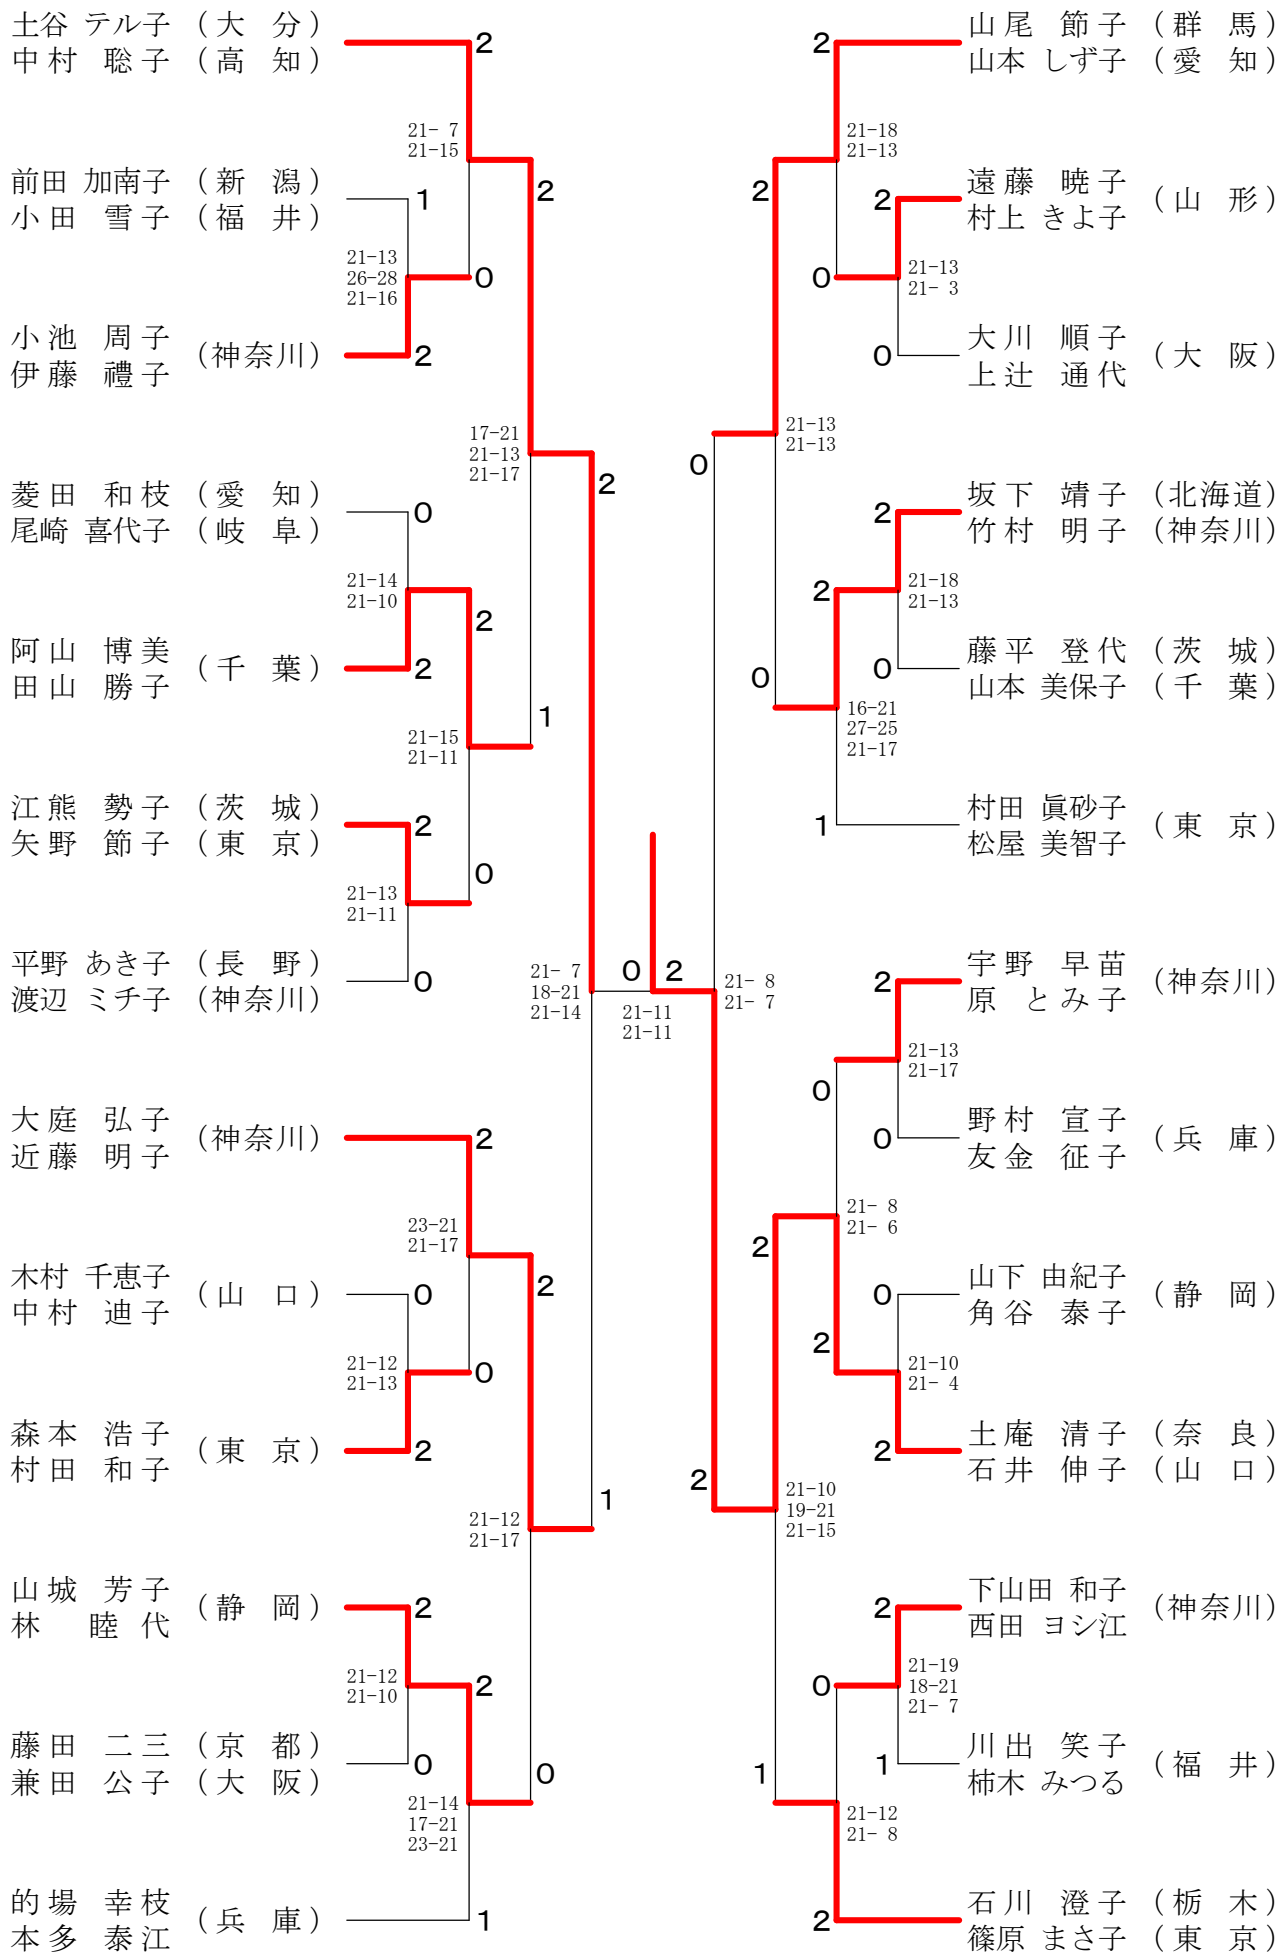 土谷 テル子 (大 分) 2
中村 聡子 (高 知)
21- 7
21-15
前田 加南子 (新 潟) 1
小田 雪子 (福 井)
2
21-13
26-28
21-16
0
小池 周子 (神奈川) 2
伊藤 禮子
17-21
21-13
21-17
2
菱田 和枝 (愛 知) 0
尾崎 喜代子 (岐 阜)
21-14
21-10
2
阿山 博美 (千 葉) 2
田山 勝子
1
21-15
21-11
江熊 勢子 (茨 城) 2
矢野 節子 (東 京)
0
21-13
21-11
平野 あき子 (長 野) 0
渡辺 ミチ子 (神奈川)
21- 7
18-21
21-14
大庭 弘子 (神奈川) 2
近藤 明子
23-21
21-17
2
木村 千恵子 (山 口) 0
中村 迪子
21-12
21-13
0
森本 浩子 (東 京) 2
村田 和子
1
21-12
21-17
山城 芳子 (静 岡) 2
林 睦代
21-12
21-10
2
藤田 二三 (京 都) 0
兼田 公子 (大 阪)
0
21-14
17-21
23-21
的場 幸枝 (兵 庫) 1
本多 泰江
0 2
21-11
21-11
2 山尾 節子 (群 馬)
山本 しず子 (愛 知)
21-18
21-13
2
2 遠藤 暁子 (山 形)
村上 きよ子
0
21-13
21- 3
0 大川 順子 (大 阪)
上辻 通代
21-13
21-13
0
2 坂下 靖子 (北海道)
竹村 明子 (神奈川)
2
21-18
21-13
0 藤平 登代 (茨 城)
山本 美保子 (千 葉)
0
16-21
27-25
21-17
1 村田 眞砂子 (東 京)
松屋 美智子
21- 8
21- 7
2 宇野 早苗 (神奈川)
原 とみ子
21-13
21-17
0
0 野村 宣子 (兵 庫)
友金 征子
21- 8
21- 6
2
0 山下 由紀子 (静 岡)
角谷 泰子
2
21-10
21- 4
2 土庵 清子 (奈 良)
石井 伸子 (山 口)
2
21-10
19-21
21-15
2 下山田 和子 (神奈川)
西田 ヨシ江
0
21-19
18-21
21- 7
1 川出 笑子 (福 井)
柿木 みつる
1
21-12
21- 8
2 石川 澄子 (栃 木)
篠原 まさ子 (東 京)